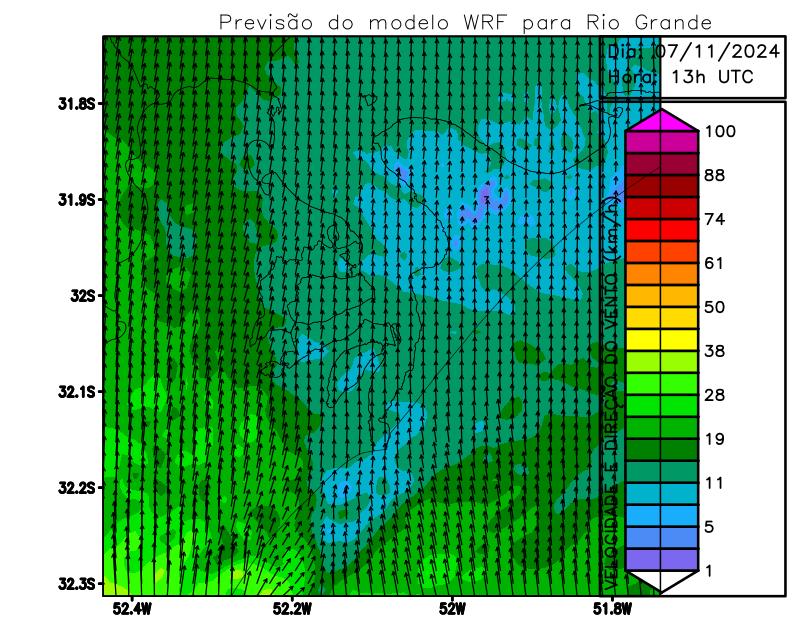 Previsão do modelo WRF para Rio Grande
Dia: 07/11/2024
Hora: 13h UTC
31.8S
31.9S
32S
32.1S
32.2S
32.3S
52.4W
52.2W
52W
51.8W
VELOCIDADE E DIREÇÃO DO VENTO (km/h)
100
88
74
61
50
38
28
19
11
5
1